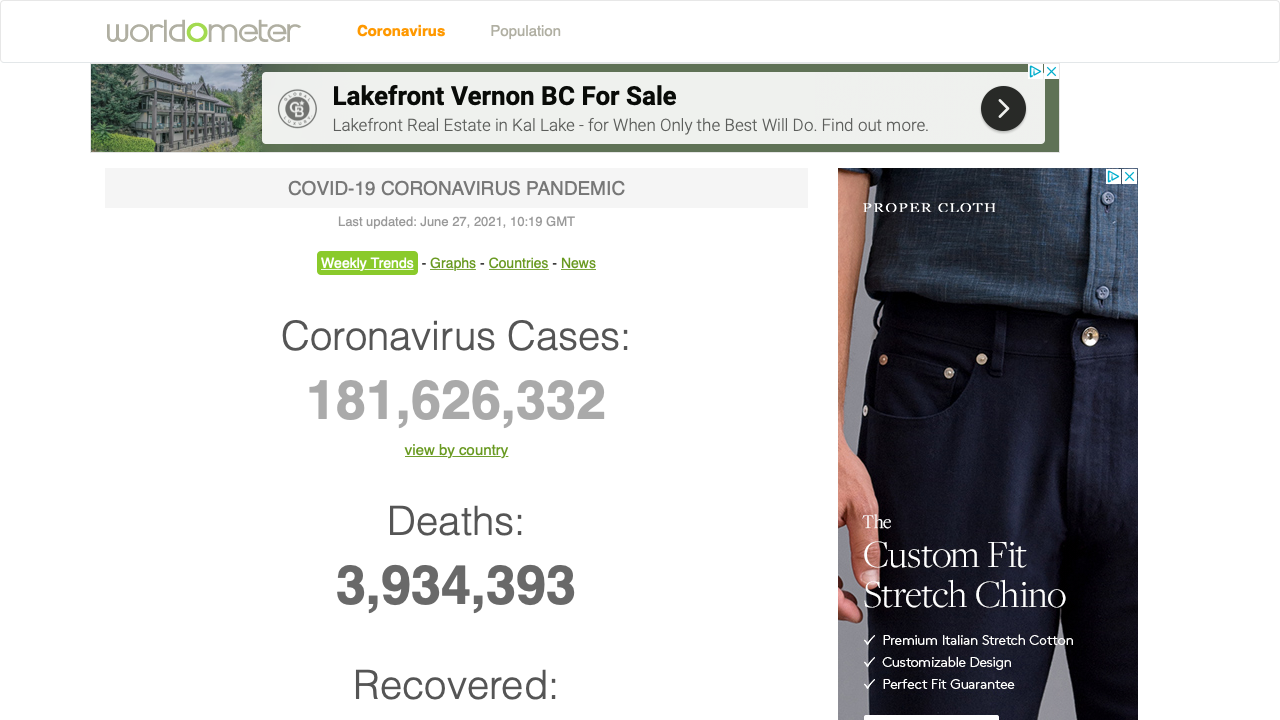 worldometer
Coronavirus
Population
Lakefront Vernon BC For Sale
Lakefront Real Estate in Kal Lake - for When Only the Best Will Do. Find out more.
COVID-19 CORONAVIRUS PANDEMIC
Last updated: June 27, 2021, 10:19 GMT
Weekly Trends - Graphs - Countries - News
Coronavirus Cases:
181,626,332
view by country
Deaths:
3,934,393
Recovered:
PROPER CLOTH
The
Custom Fit
Stretch Chino
✓ Premium Italian Stretch Cotton
✓ Customizable Design
✓ Perfect Fit Guarantee